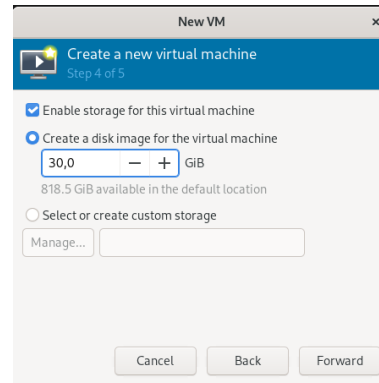 New VM
Create a new virtual machine
Step 4 of 5
Enable storage for this virtual machine
Create a disk image for the virtual machine
30,0 − + GiB
818.5 GiB available in the default location
Select or create custom storage
Manage...
Cancel Back Forward